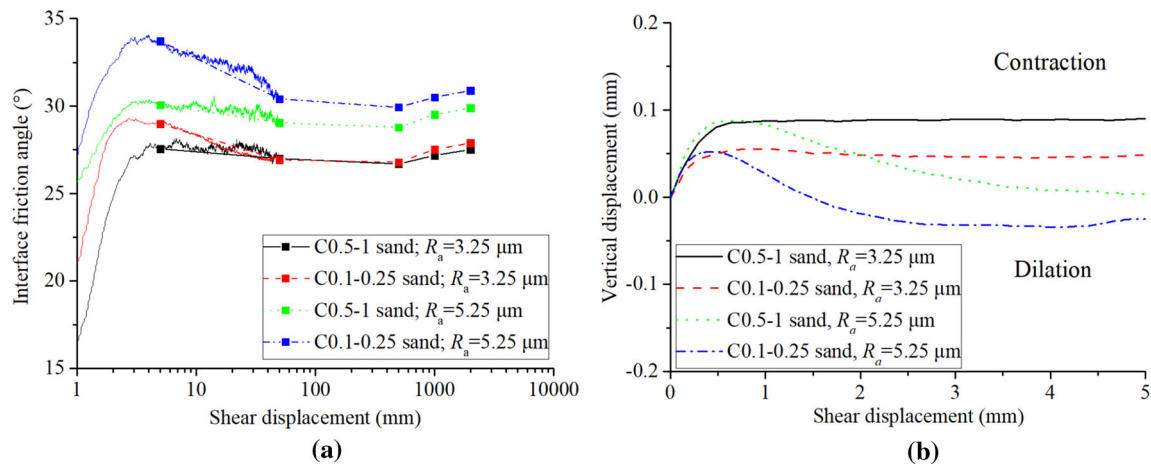 35
30
25
20
15
Interface friction angle (°)
C0.5-1 sand; Ra=3.25 μm
C0.1-0.25 sand; Ra=3.25 μm
C0.5-1 sand; Ra=5.25 μm
C0.1-0.25 sand; Ra=5.25 μm
1 10 100 1000 10000
Shear displacement (mm)
(a)
0.2
0.1
0.0
-0.1
-0.2
Vertical displacement (mm)
Contraction
Dilation
C0.5-1 sand, Ra=3.25 μm
C0.1-0.25 sand, Ra=3.25 μm
C0.5-1 sand, Ra=5.25 μm
C0.1-0.25 sand, Ra=5.25 μm
0 1 2 3 4 5
Shear displacement (mm)
(b)